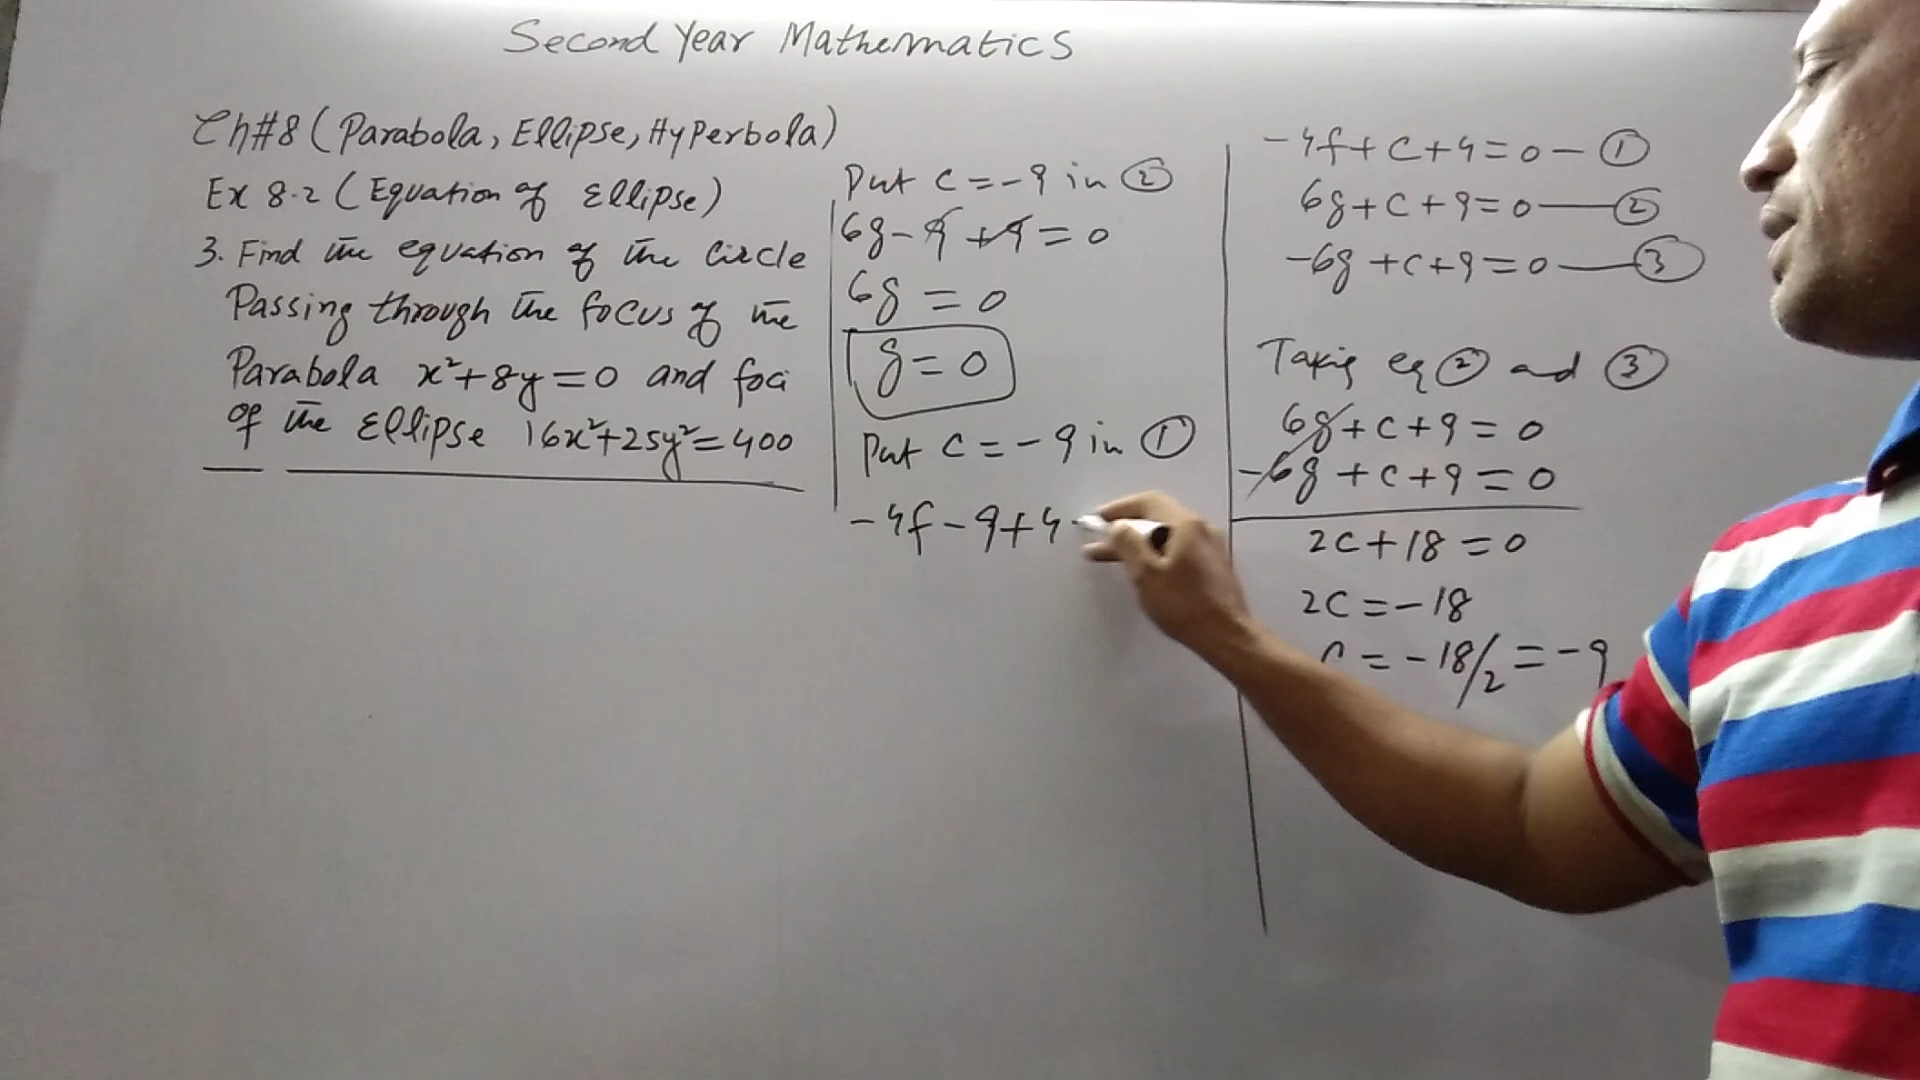 Second Year Mathematics
Ch#8 (Parabola, Ellipse, Hyperbola)
Ex 8.2 (Equation of Ellipse)
3. Find the equation of the Circle
Passing through the focus of the
Parabola x²+8y=0 and foci
of the Ellipse 16x²+25y²=400
Put c=-9 in ②
6g-9+9=0
6g=0
g=0
Put c=-9 in ①
-4f-9+4
-4f+c+4=0-①
6g+c+9=0-②
-6g+c+9=0-③
Taking eq ② and ③
6g+c+9=0
-6g+c+9=0
2c+18=0
2c=-18
c=-18/2=-9